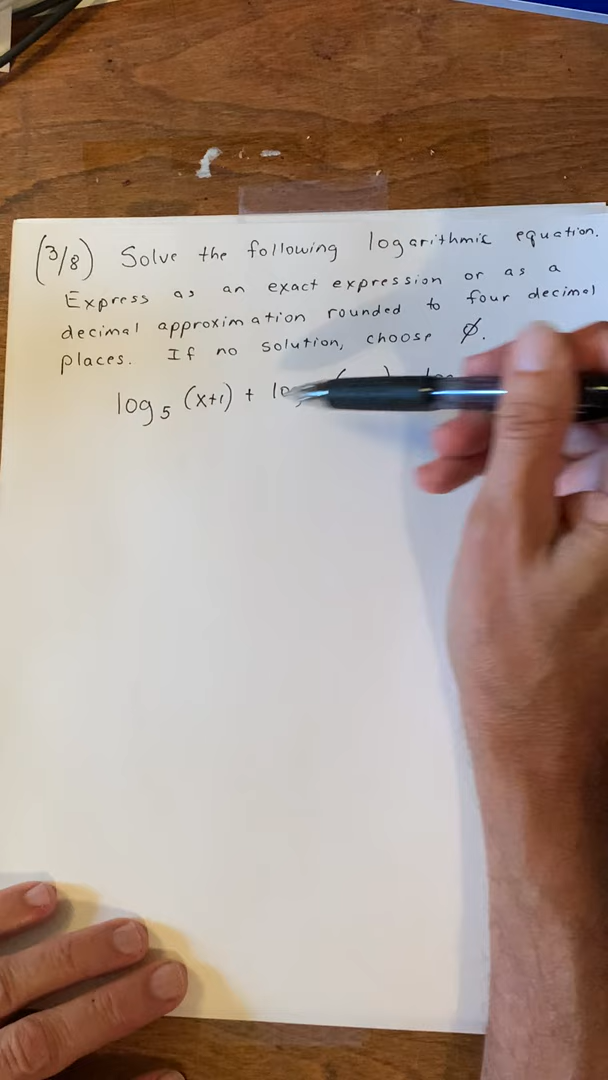 (3/8) Solve the following logarithmic equation.
Express as an exact expression or as a
decimal approximation rounded to four decimal
places. If no solution, choose ∅.
log₅ (x+1) +